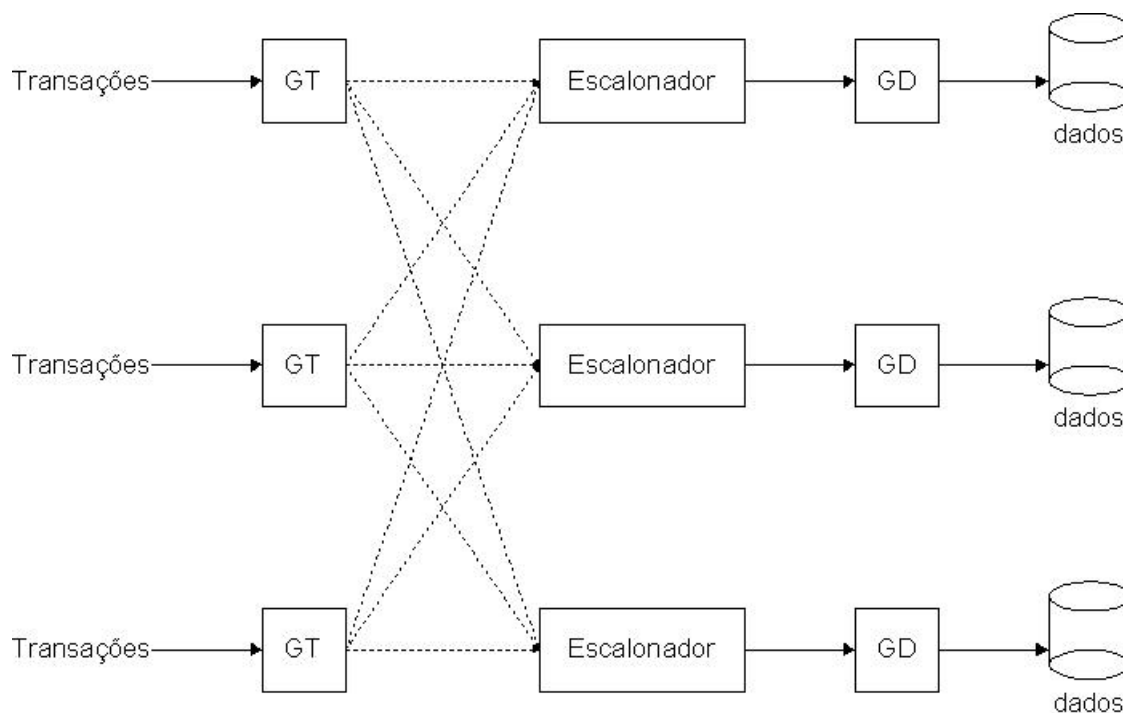 Transações
GT
Escalonador
GD
dados
Transações
GT
Escalonador
GD
dados
Transações
GT
Escalonador
GD
dados